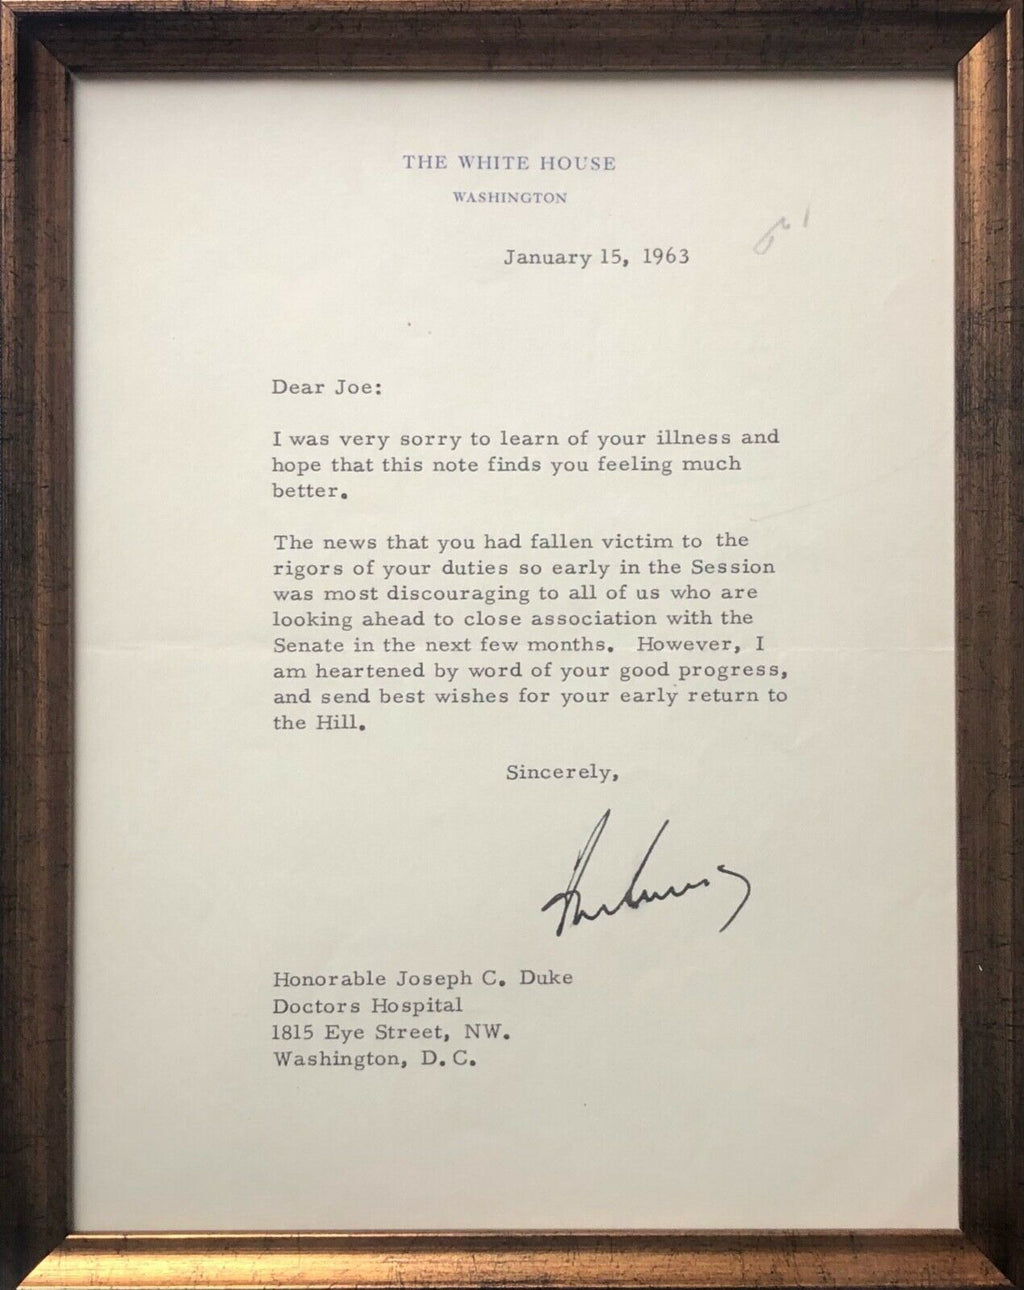 THE WHITE HOUSE
WASHINGTON
January 15, 1963
Dear Joe:
I was very sorry to learn of your illness and
hope that this note finds you feeling much
better.
The news that you had fallen victim to the
rigors of your duties so early in the Session
was most discouraging to all of us who are
looking ahead to close association with the
Senate in the next few months. However, I
am heartened by word of your good progress,
and send best wishes for your early return to
the Hill.
Sincerely,
Honorable Joseph C. Duke
Doctors Hospital
1815 Eye Street, NW.
Washington, D. C.